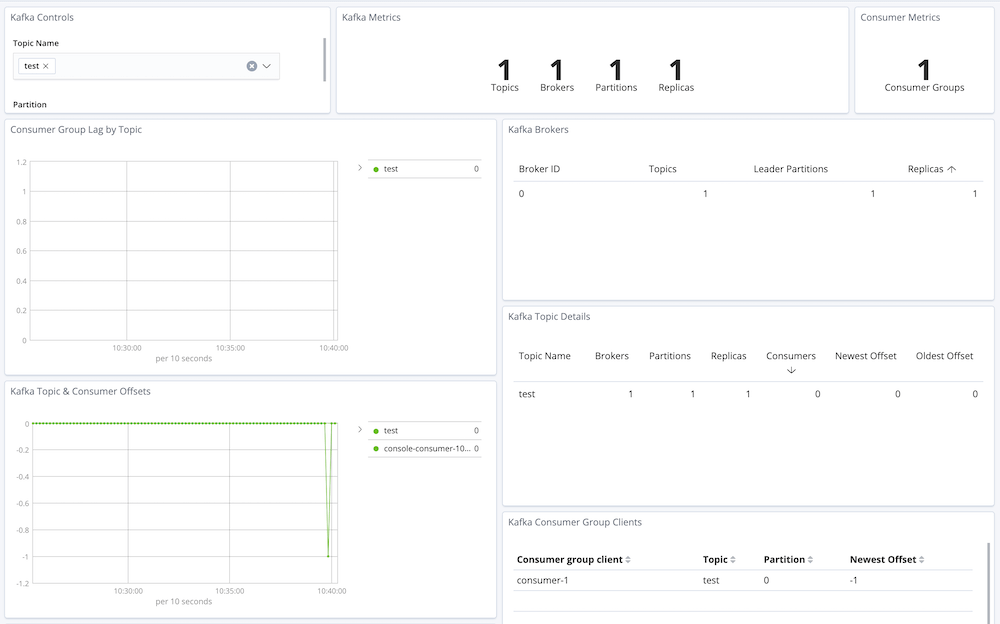 Kafka Controls
Topic Name
test ×
Partition
Kafka Metrics
1 1 1 1
Topics Brokers Partitions Replicas
Consumer Metrics
1
Consumer Groups
Consumer Group Lag by Topic
1.2
1
0.8
0.6
0.4
0.2
0
10:30:00 10:35:00 10:40:00
per 10 seconds
test 0
Kafka Brokers
Broker ID Topics Leader Partitions Replicas
0 1 1 1
Kafka Topic Details
Topic Name Brokers Partitions Replicas Consumers Newest Offset Oldest Offset
test 1 1 1 0 0 0
Kafka Topic & Consumer Offsets
0
-0.2
-0.4
-0.6
-0.8
-1
-1.2
10:30:00 10:35:00 10:40:00
per 10 seconds
test 0
console-consumer-10... 0
Kafka Consumer Group Clients
Consumer group client Topic Partition Newest Offset
consumer-1 test 0 -1